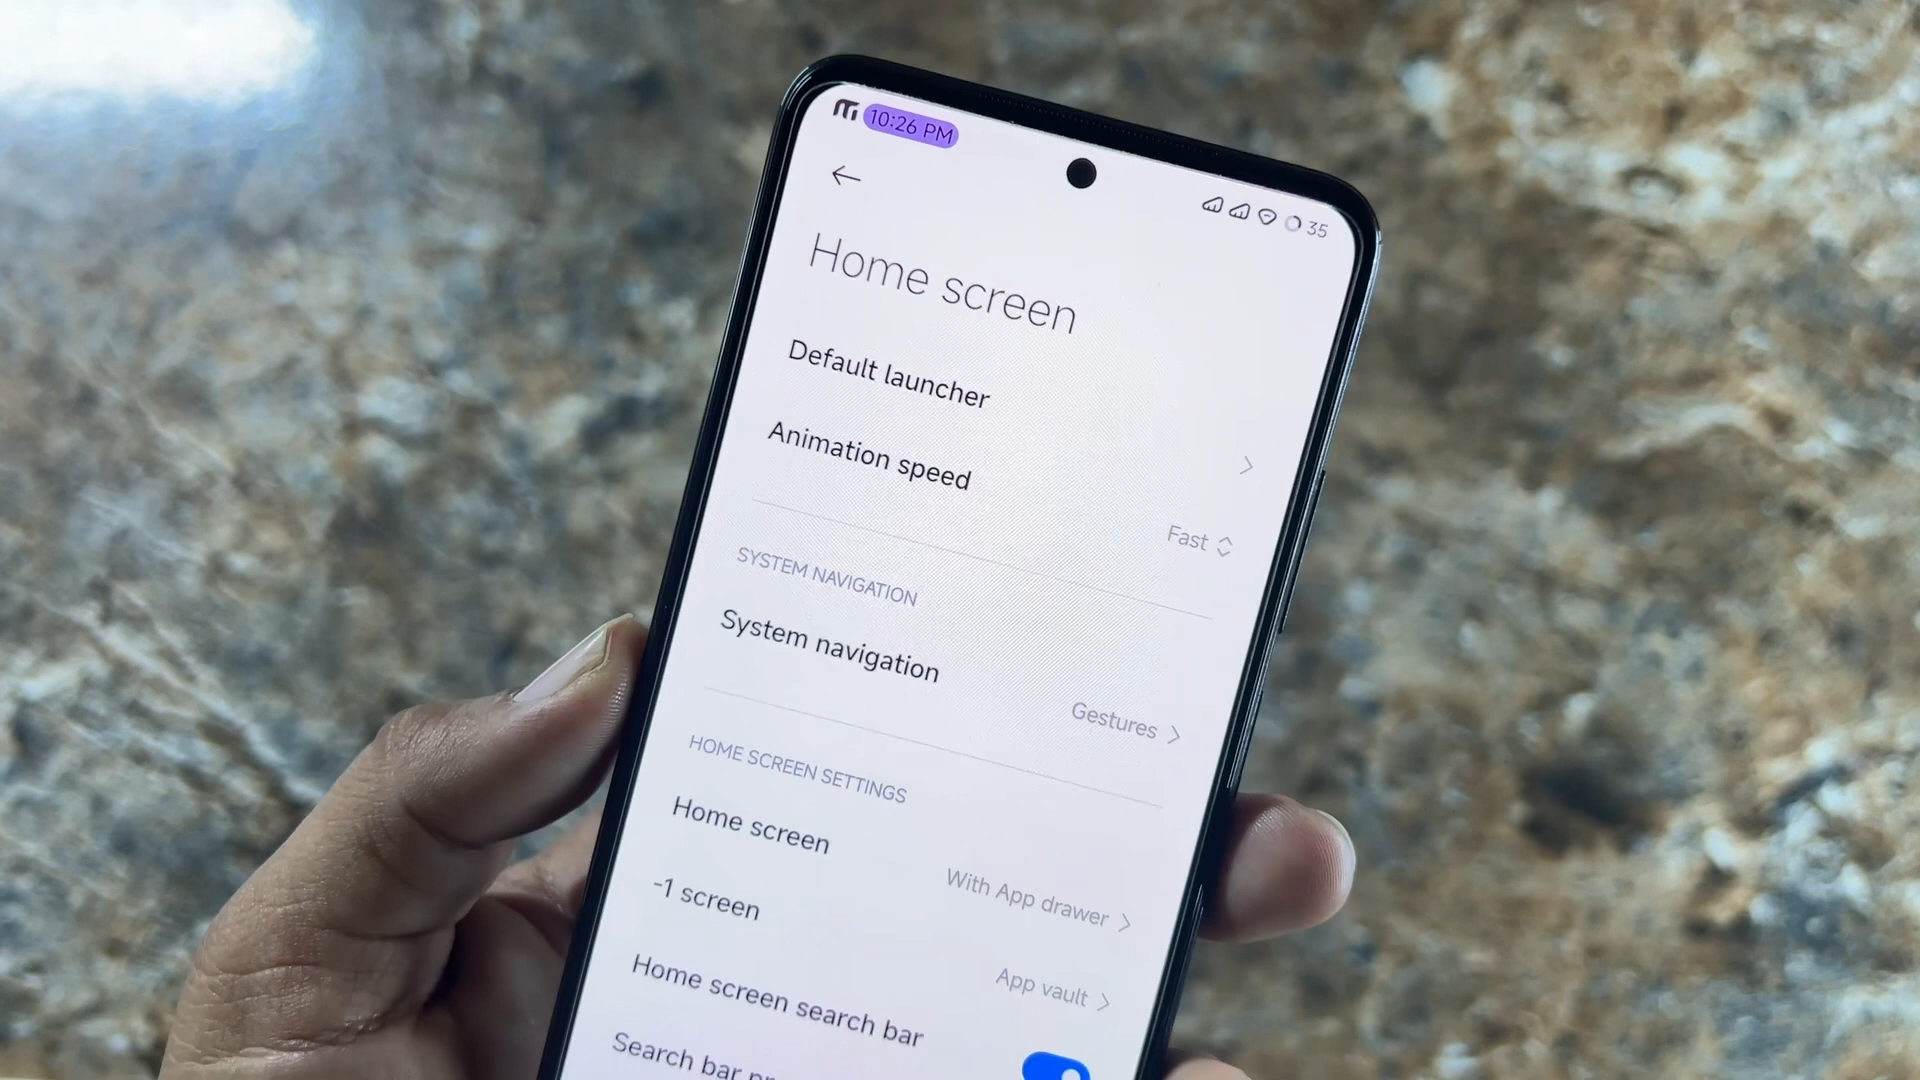 10:26 PM
35
Home screen
Default launcher
Animation speed
Fast
SYSTEM NAVIGATION
System navigation
Gestures
HOME SCREEN SETTINGS
Home screen
With App drawer
-1 screen
App vault
Home screen search bar
Search bar